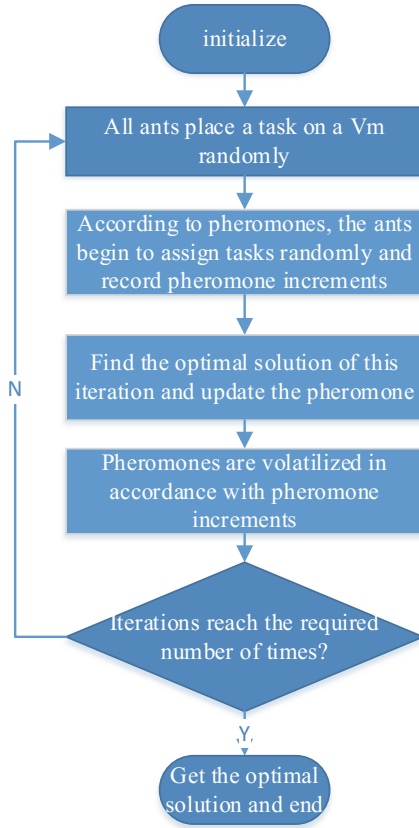 initialize
All ants place a task on a Vm
randomly
According to pheromones, the ants
begin to assign tasks randomly and
record pheromone increments
Find the optimal solution of this
iteration and update the pheromone
N
Pheromones are volatilized in
accordance with pheromone
increments
Iterations reach the required
number of times?
Y
Get the optimal
solution and end